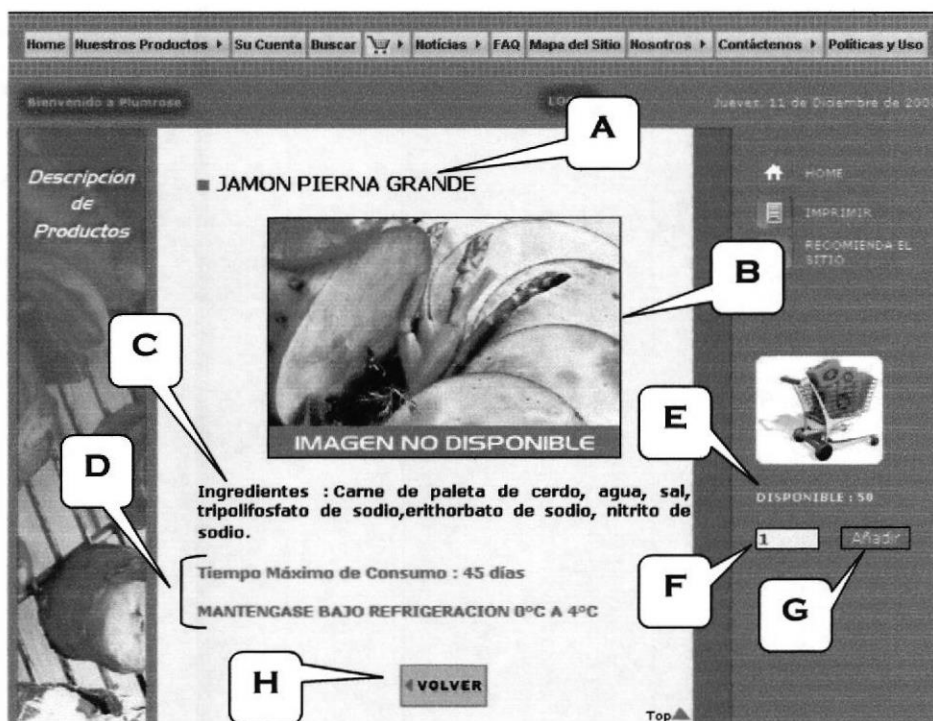 Home Nuestros Productos Su Cuenta Buscar Notícias FAQ Mapa del Sitio Nosotros Contáctenos Políticas y Uso
Bienvenido a Plumrose
Jueves, 11 de Diciembre de
A
Descripcion
de
Productos
JAMON PIERNA GRANDE
HOME
IMPRIMIR
RECOMIENDA EL
SITIO
B
C
IMAGEN NO DISPONIBLE
E
D
Ingredientes : Carne de paleta de cerdo, agua, sal,
tripolifosfato de sodio,erithorbato de sodio, nitrito de
sodio.
DISPONIBLE : 50
1 Añadir
F
G
Tiempo Máximo de Consumo : 45 días
MANTENGASE BAJO REFRIGERACION 0°C A 4°C
H
VOLVER
Top